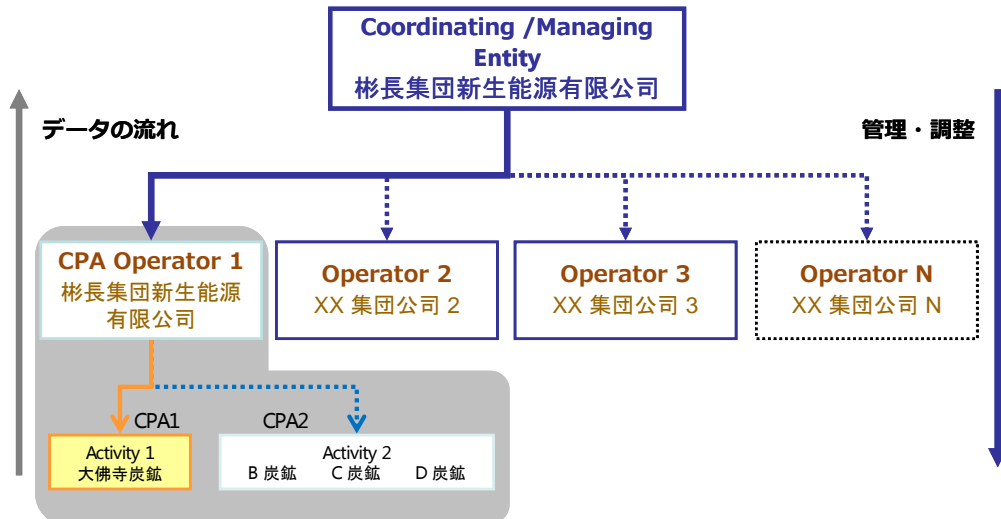 Coordinating /Managing
Entity
彬長集団新生能源有限公司
データの流れ
管理・調整
CPA Operator 1
彬長集団新生能源
有限公司
Operator 2
XX 集団公司 2
Operator 3
XX 集団公司 3
Operator N
XX 集団公司 N
CPA1
CPA2
Activity 1
大佛寺炭鉱
Activity 2
B 炭鉱 C 炭鉱 D 炭鉱